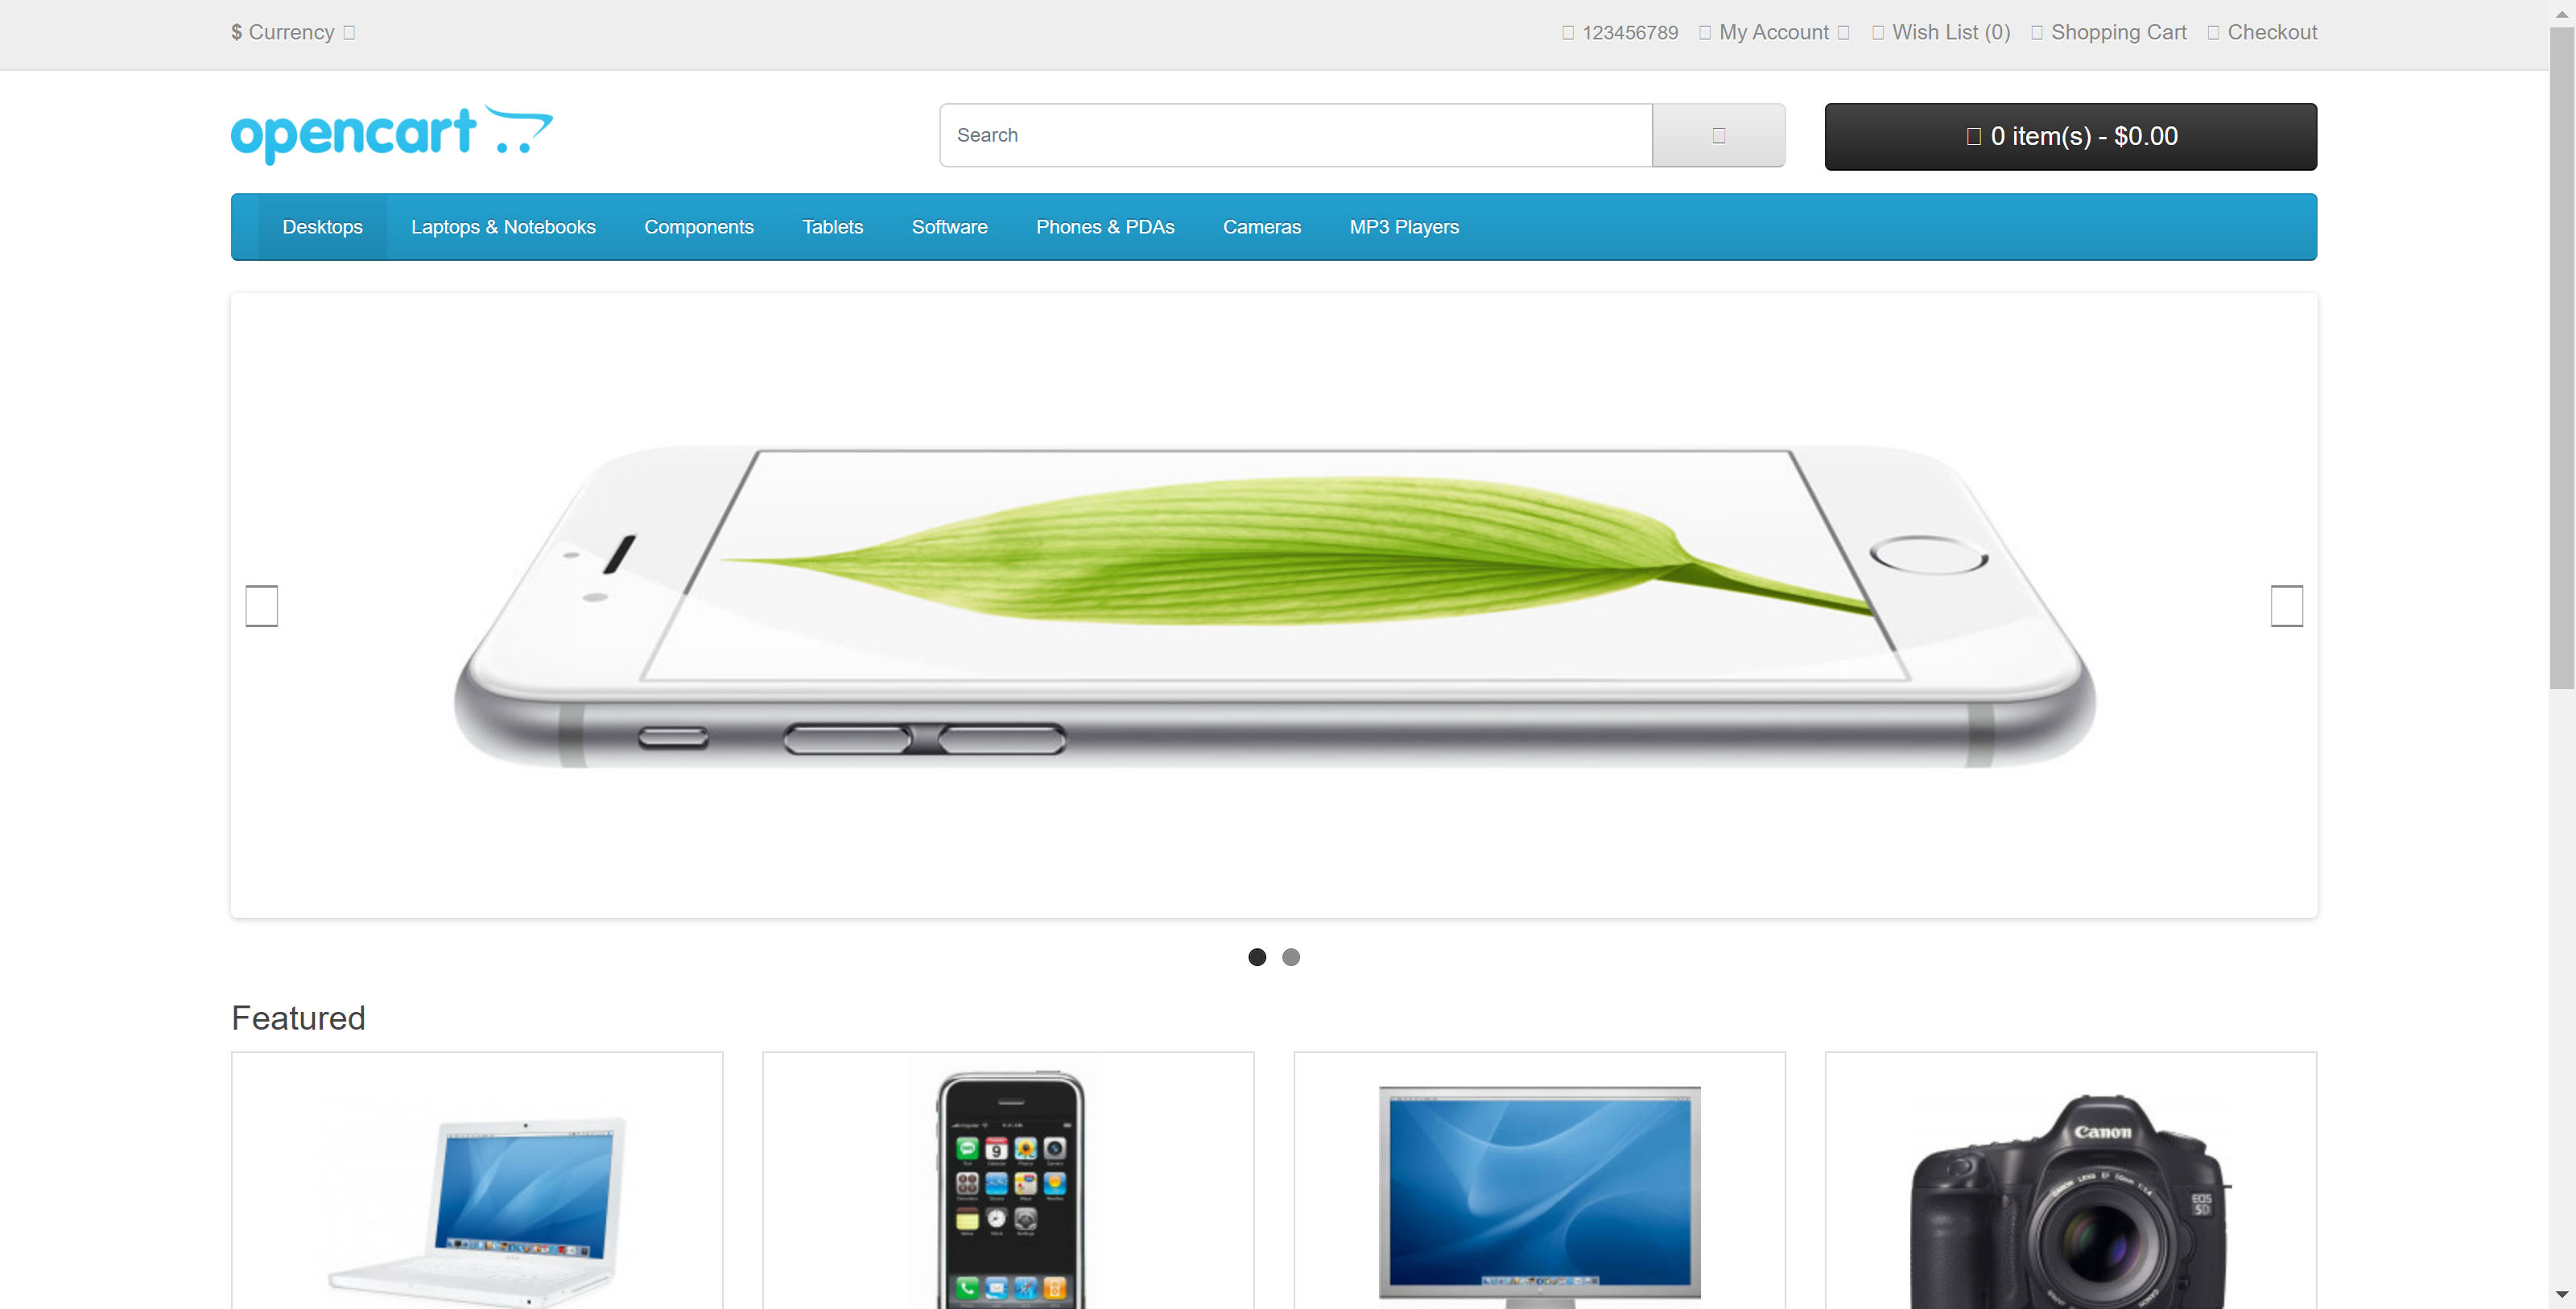 $ Currency
123456789 My Account Wish List (0) Shopping Cart Checkout
opencart
Search
0 item(s) - $0.00
Desktops Laptops & Notebooks Components Tablets Software Phones & PDAs Cameras MP3 Players
Featured
9
Canon
EOS
5D